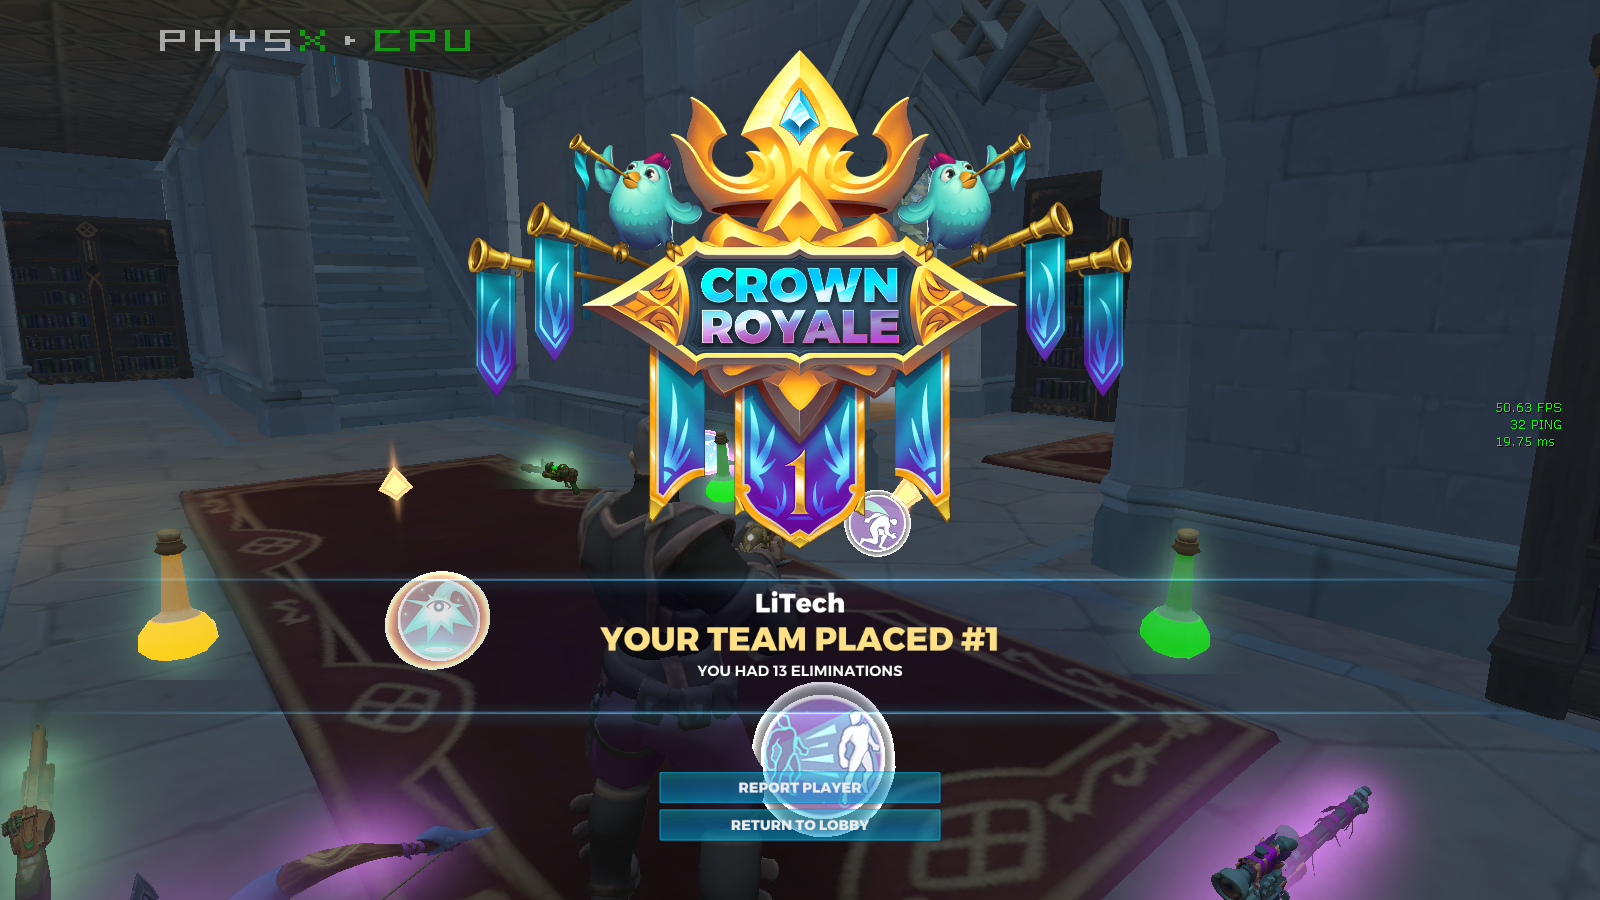 PHYSX ▸ CPU
CROWN
ROYALE
1
50.63 FPS
32 PING
19.75 ms
LiTech
YOUR TEAM PLACED #1
YOU HAD 13 ELIMINATIONS
REPORT PLAYER
RETURN TO LOBBY